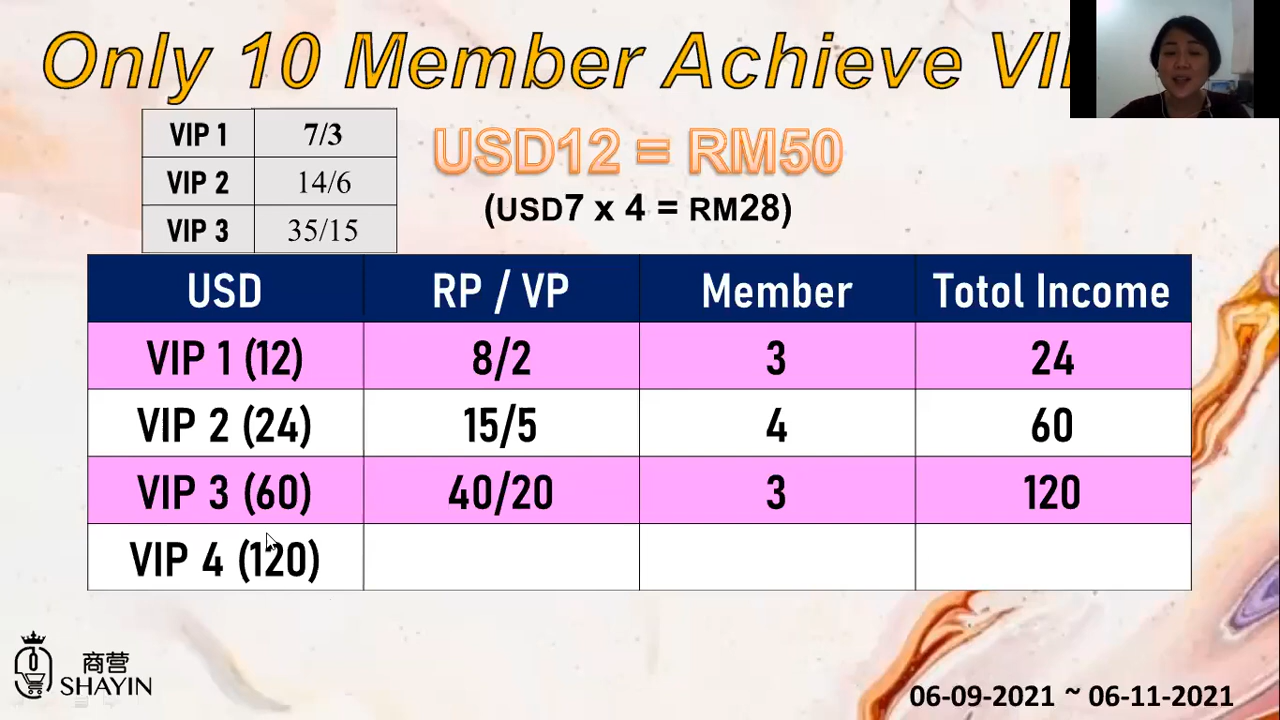 Only 10 Member Achieve VI
VIP 1 7/3
VIP 2 14/6
VIP 3 35/15
USD12 = RM50
(USD7 x 4 = RM28)
USD RP / VP Member Totol Income
VIP 1 (12) 8/2 3 24
VIP 2 (24) 15/5 4 60
VIP 3 (60) 40/20 3 120
VIP 4 (120)
商营
SHAYIN
06-09-2021 ~ 06-11-2021